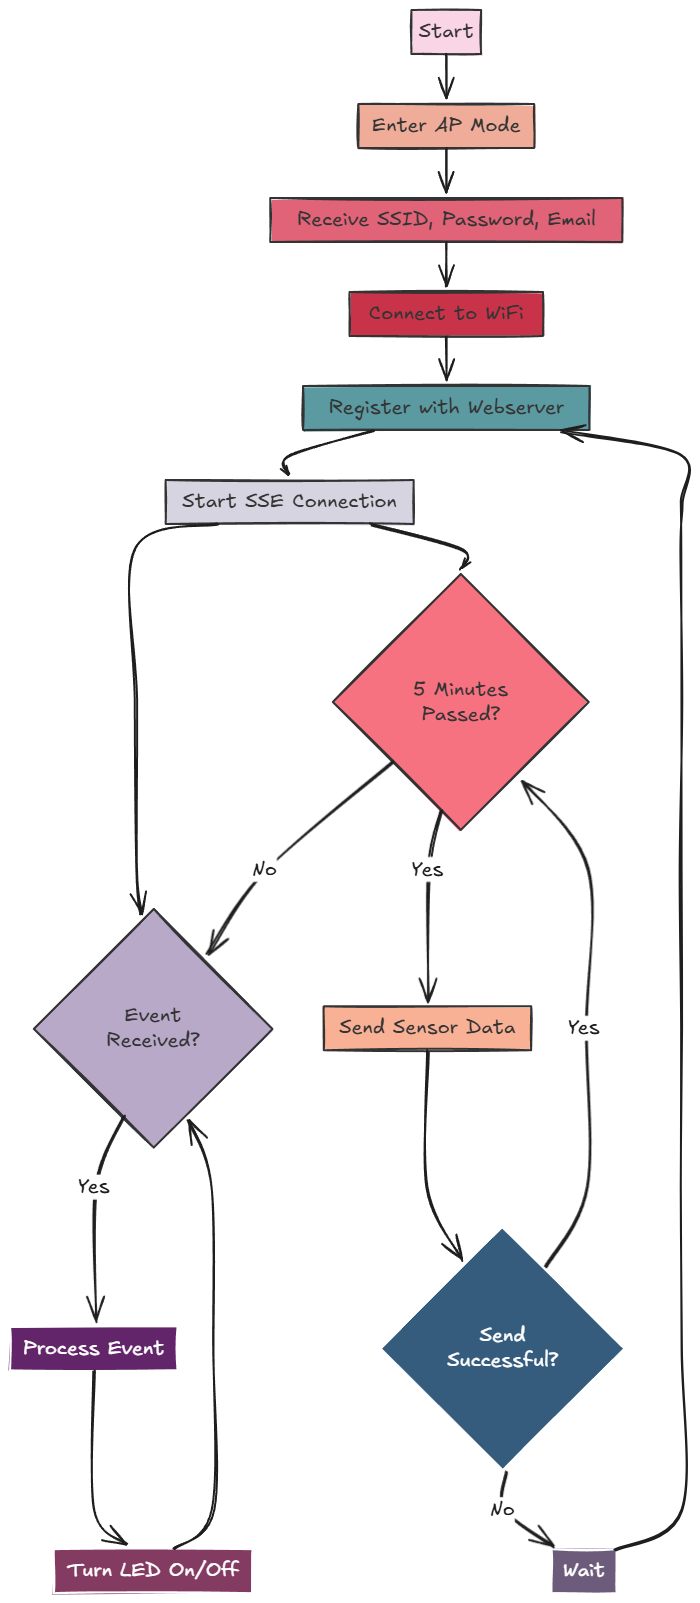 Start
Enter AP Mode
Receive SSID, Password, Email
Connect to WiFi
Register with Webserver
Start SSE Connection
5 Minutes
Passed?
No
Yes
Event
Received?
Send Sensor Data
Yes
Yes
Process Event
Send
Successful?
No
Turn LED On/Off
Wait